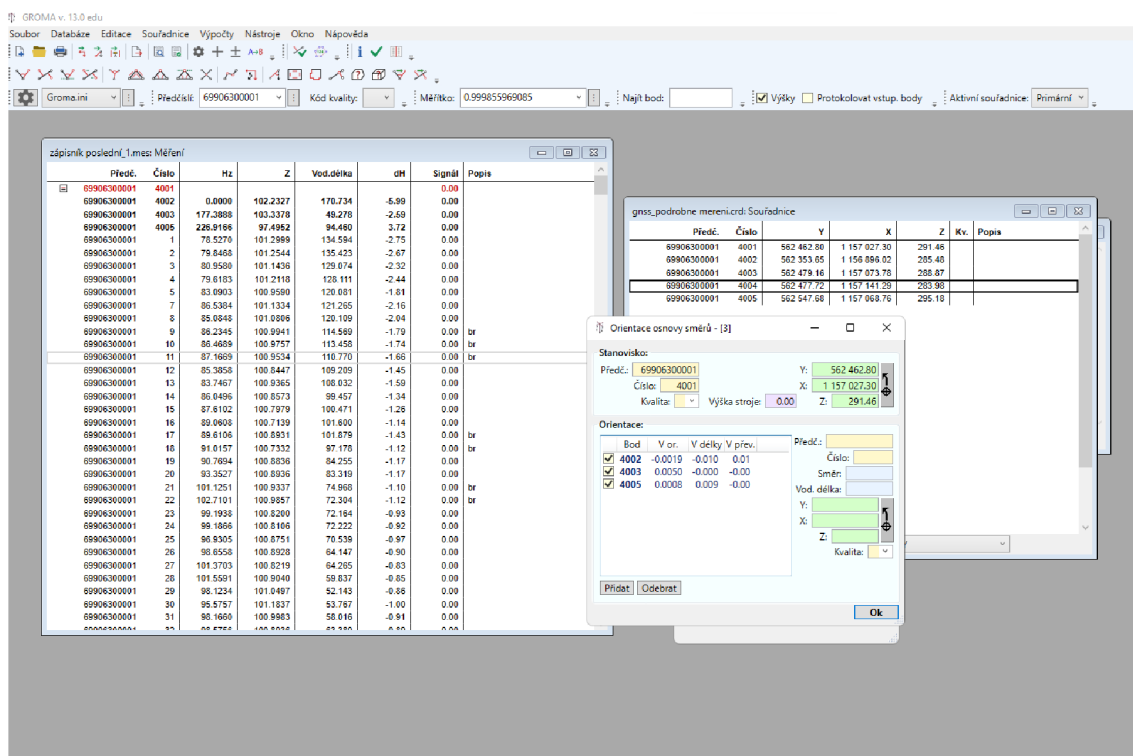 GROMA v. 13.0 edu
Soubor Databáze Editace Souřadnice Výpočty Nástroje Okno Nápověda
Groma.ini Předčíslí: 69906300001 Kód kvality: Měřítko: 0.999855969085 Najít bod: Výšky Protokolovat vstup. body Aktivní souřadnice: Primární
zápisník poslední_1.mes: Měření
Předč. Číslo Hz Z Vod.délka dH Signál Popis
69906300001 4001 0.00
69906300001 4002 0.0000 102.2327 170.734 -5.99 0.00
69906300001 4003 177.3888 103.3378 49.278 -2.59 0.00
69906300001 4005 226.9166 97.4952 94.460 3.72 0.00
69906300001 1 78.5270 101.2999 134.594 -2.75 0.00
69906300001 2 79.8468 101.2544 135.423 -2.67 0.00
69906300001 3 80.9580 101.1436 129.074 -2.32 0.00
69906300001 4 79.6183 101.2118 128.111 -2.44 0.00
69906300001 5 83.0903 100.9590 120.081 -1.81 0.00
69906300001 7 86.5384 101.1334 121.265 -2.16 0.00
69906300001 8 85.0848 101.0806 120.109 -2.04 0.00
69906300001 9 86.2345 100.9941 114.569 -1.79 0.00 br
69906300001 10 86.4689 100.9757 113.458 -1.74 0.00 br
69906300001 11 87.1669 100.9534 110.770 -1.66 0.00 br
69906300001 12 85.3858 100.8447 109.209 -1.45 0.00
69906300001 13 83.7467 100.9365 108.032 -1.59 0.00
69906300001 14 86.0496 100.8573 99.457 -1.34 0.00
69906300001 15 87.6102 100.7979 100.471 -1.26 0.00
69906300001 16 89.0608 100.7139 101.600 -1.14 0.00
69906300001 17 89.6106 100.8931 101.879 -1.43 0.00 br
69906300001 18 91.0157 100.7332 97.178 -1.12 0.00 br
69906300001 19 90.7694 100.8836 84.255 -1.17 0.00
69906300001 20 93.3527 100.8936 83.319 -1.17 0.00
69906300001 21 101.1251 100.9337 74.968 -1.10 0.00 br
69906300001 22 102.7101 100.9857 72.304 -1.12 0.00 br
69906300001 23 99.1938 100.8200 72.164 -0.93 0.00
69906300001 24 99.1866 100.8106 72.222 -0.92 0.00
69906300001 25 96.9305 100.8751 70.539 -0.97 0.00
69906300001 26 98.6558 100.8928 64.147 -0.90 0.00
69906300001 27 101.3703 100.8219 64.265 -0.83 0.00
69906300001 28 101.5591 100.9040 59.837 -0.85 0.00
69906300001 29 98.1234 101.0497 52.143 -0.86 0.00
69906300001 30 95.5757 101.1837 53.767 -1.00 0.00
69906300001 31 98.1660 100.9983 58.016 -0.91 0.00
gnss_podrobne mereni.crd: Souřadnice
Předč. Číslo Y X Z Kv. Popis
69906300001 4001 562 462.80 1 157 027.30 291.46
69906300001 4002 562 353.65 1 156 896.02 285.48
69906300001 4003 562 479.16 1 157 073.78 288.87
69906300001 4004 562 477.72 1 157 141.29 283.98
69906300001 4005 562 547.68 1 157 068.76 295.18
Orientace osnovy směrů - [3]
Stanovisko:
Předč.: 69906300001 Y: 562 462.80
Číslo: 4001 X: 1 157 027.30
Kvalita: Výška stroje: 0.00 Z: 291.46
Orientace:
Bod V or. V délky V přev.
4002 -0.0019 -0.010 0.01
4003 0.0050 -0.000 -0.00
4005 0.0008 0.009 -0.00
Předč.:
Číslo:
Směr:
Vod. délka:
Y:
X:
Z:
Kvalita:
Přidat Odebrat
Ok